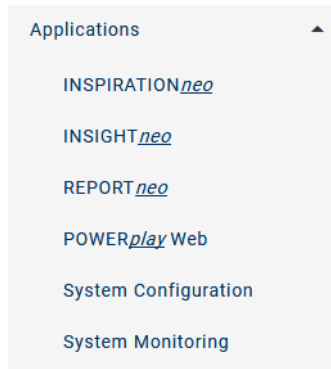 Applications
INSPIRATIONneo
INSIGHTneo
REPORTneo
POWERplay Web
System Configuration
System Monitoring